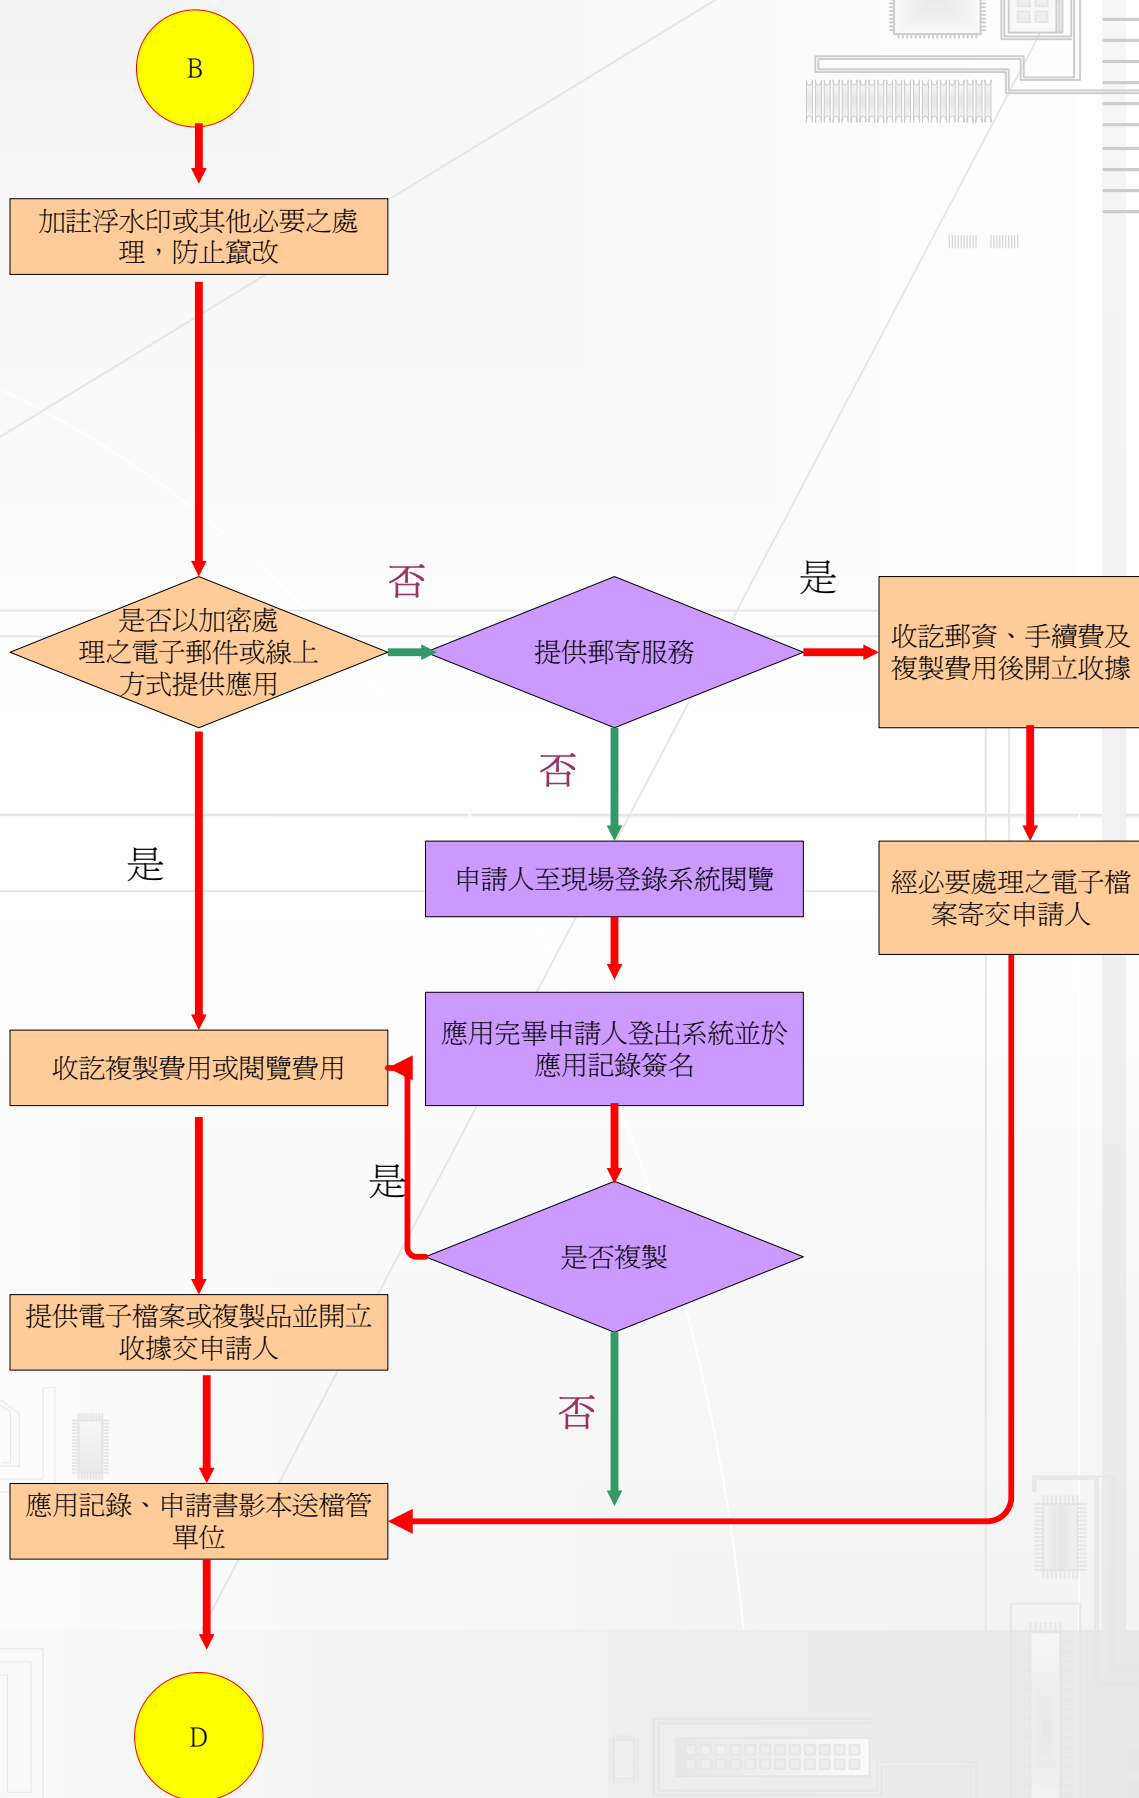 B
加註浮水印或其他必要之處
理，防止竄改
是否以加密處
理之電子郵件或線上
方式提供應用
否
提供郵寄服務
是
收訖郵資、手續費及
複製費用後開立收據
否
是
申請人至現場登錄系統閱覽
經必要處理之電子檔
案寄交申請人
應用完畢申請人登出系統並於
應用記錄簽名
收訖複製費用或閱覽費用
是
是否複製
提供電子檔案或複製品並開立
收據交申請人
否
應用記錄、申請書影本送檔管
單位
D